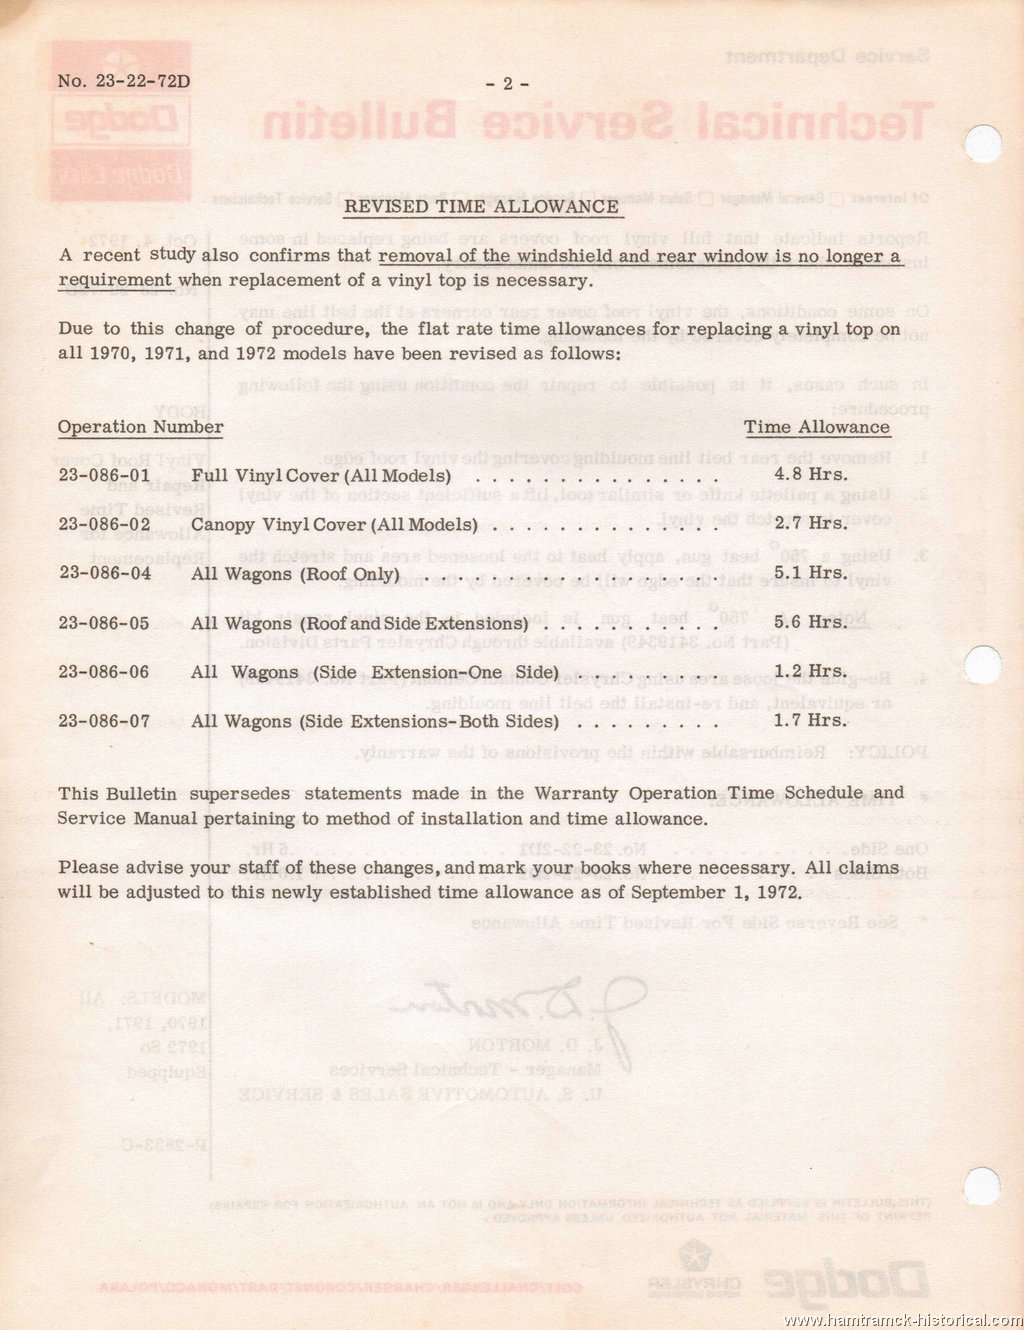 No. 23-22-72D
- 2 -
REVISED TIME ALLOWANCE
A recent study also confirms that removal of the windshield and rear window is no longer a
requirement when replacement of a vinyl top is necessary.
Due to this change of procedure, the flat rate time allowances for replacing a vinyl top on
all 1970, 1971, and 1972 models have been revised as follows:
Operation Number Time Allowance
23-086-01 Full Vinyl Cover (All Models) . . . . . . . . . . . . . . . 4.8 Hrs.
23-086-02 Canopy Vinyl Cover (All Models) . . . . . . . . . . . . . . 2.7 Hrs.
23-086-04 All Wagons (Roof Only) . . . . . . . . . . . . . . . . . . 5.1 Hrs.
23-086-05 All Wagons (Roof and Side Extensions) . . . . . . . . . . . 5.6 Hrs.
23-086-06 All Wagons (Side Extension-One Side) . . . . . . . . . 1.2 Hrs.
23-086-07 All Wagons (Side Extensions-Both Sides) . . . . . . . . . 1.7 Hrs.
This Bulletin supersedes statements made in the Warranty Operation Time Schedule and
Service Manual pertaining to method of installation and time allowance.
Please advise your staff of these changes, and mark your books where necessary. All claims
will be adjusted to this newly established time allowance as of September 1, 1972.
www.hamtramck-historical.com